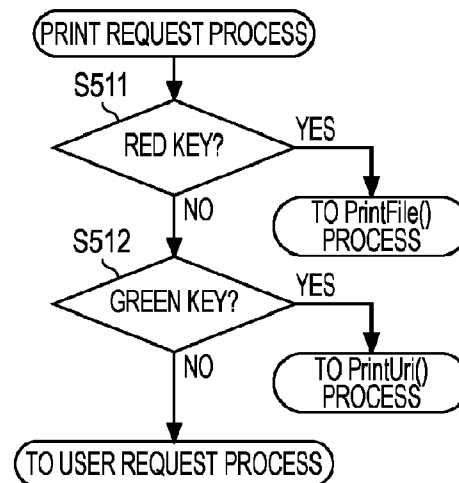 PRINT REQUEST PROCESS
S511
RED KEY?
YES
NO
TO PrintFile()
PROCESS
S512
GREEN KEY?
YES
NO
TO PrintUri()
PROCESS
TO USER REQUEST PROCESS